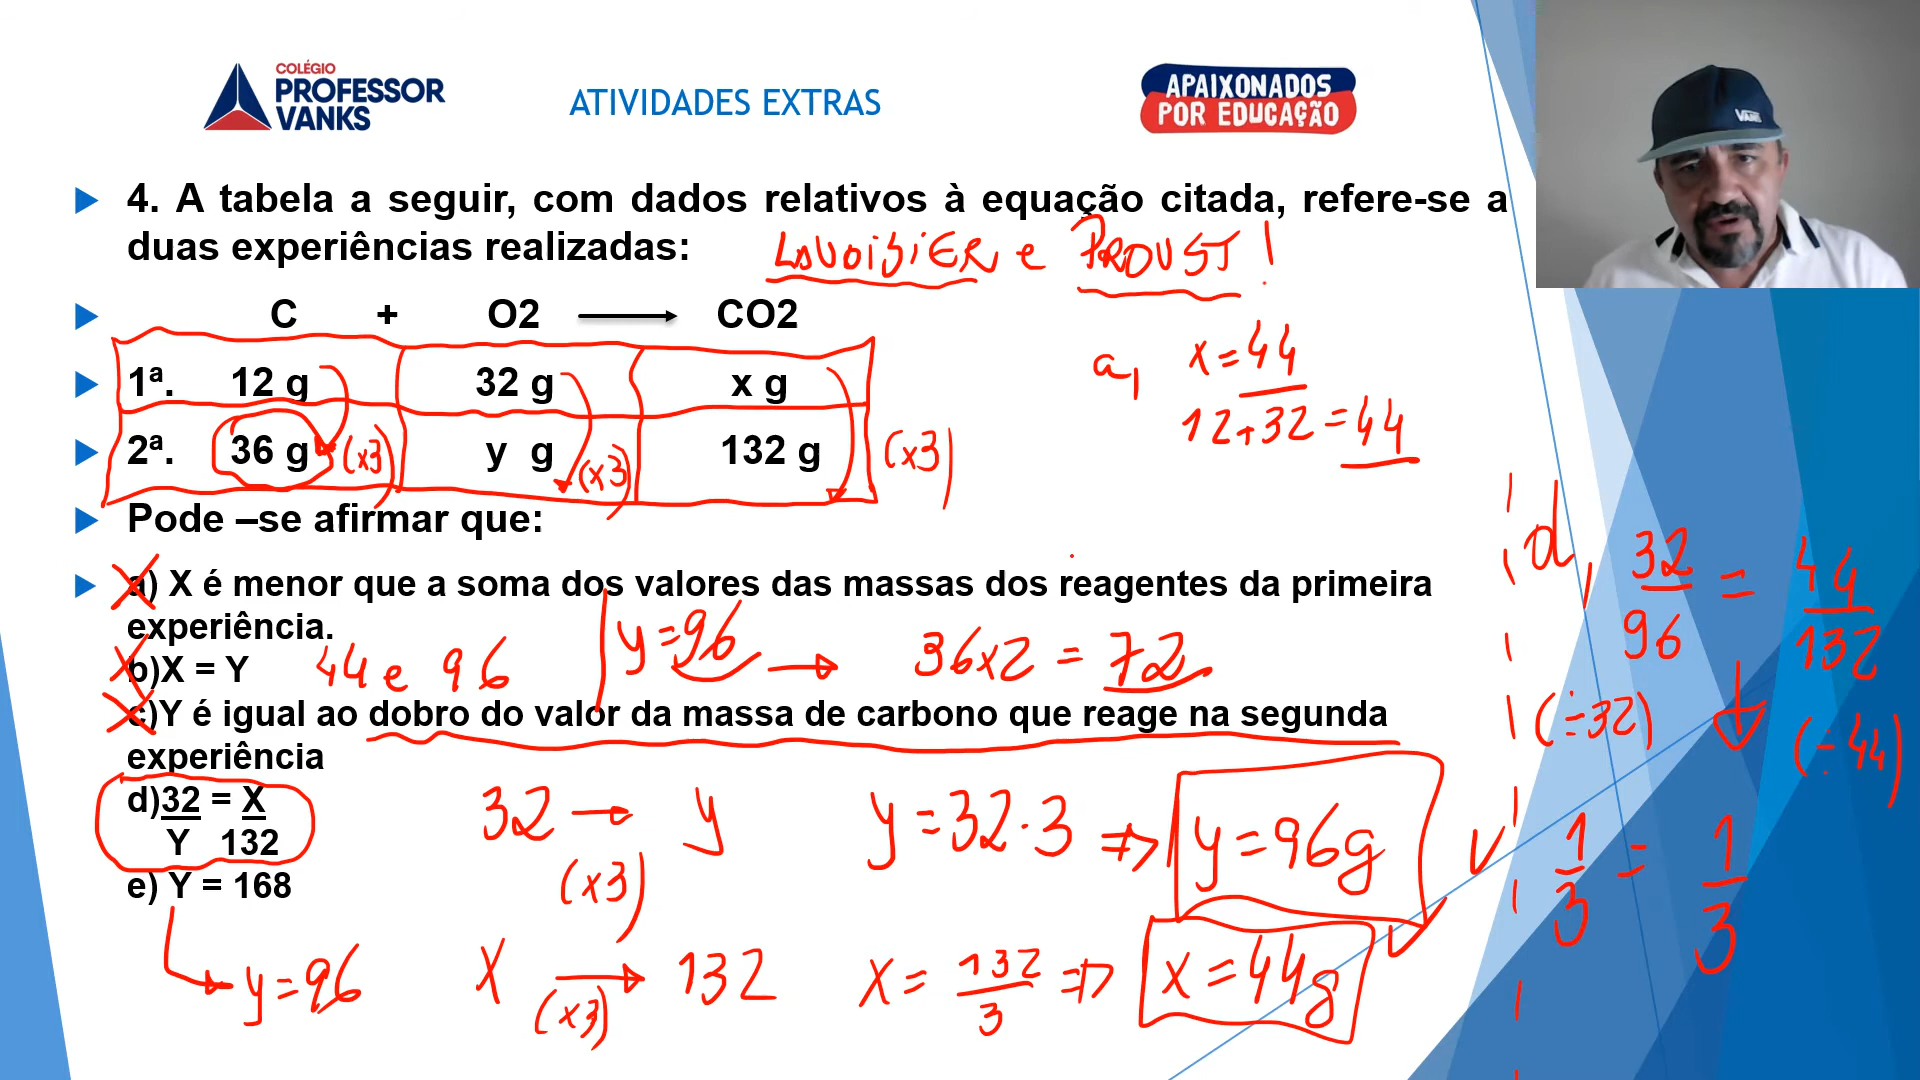 COLÉGIO
PROFESSOR
VANKS
ATIVIDADES EXTRAS
APAIXONADOS
POR EDUCAÇÃO
VANS
4. A tabela a seguir, com dados relativos à equação citada, refere-se a
duas experiências realizadas:
LAVOISIER e PROUST!
C + O2 → CO2
1ª. 12 g 32 g x g
2ª. 36 g (x3) y g (x3) 132 g (x3)
a, x=44
12+32=44
Pode –se afirmar que:
a) X é menor que a soma dos valores das massas dos reagentes da primeira
experiência.
b)X = Y 44 e 96 y=96 → 36x2 = 72
c)Y é igual ao dobro do valor da massa de carbono que reage na segunda
experiência
d)32 = X
Y 132
e) Y = 168
y=96
32 → y y=32·3 ⇒ y=96g
(x3)
X → 132 x = 132/3 ⇒ x=44g
(x3)
d, 32/96 = 44/132
(÷32) (÷44)
1/3 = 1/3